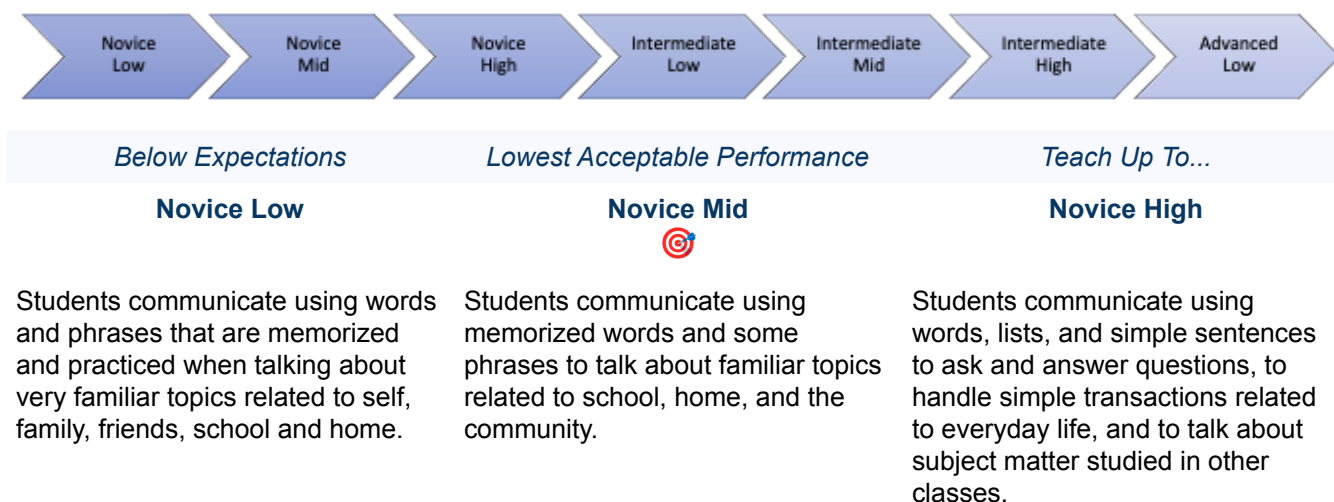 Novice Low
Novice Mid
Novice High
Intermediate Low
Intermediate Mid
Intermediate High
Advanced Low
Below Expectations
Lowest Acceptable Performance
Teach Up To...
Novice Low
Novice Mid
Novice High
Students communicate using words
and phrases that are memorized
and practiced when talking about
very familiar topics related to self,
family, friends, school and home.
Students communicate using
memorized words and some
phrases to talk about familiar topics
related to school, home, and the
community.
Students communicate using
words, lists, and simple sentences
to ask and answer questions, to
handle simple transactions related
to everyday life, and to talk about
subject matter studied in other
classes.